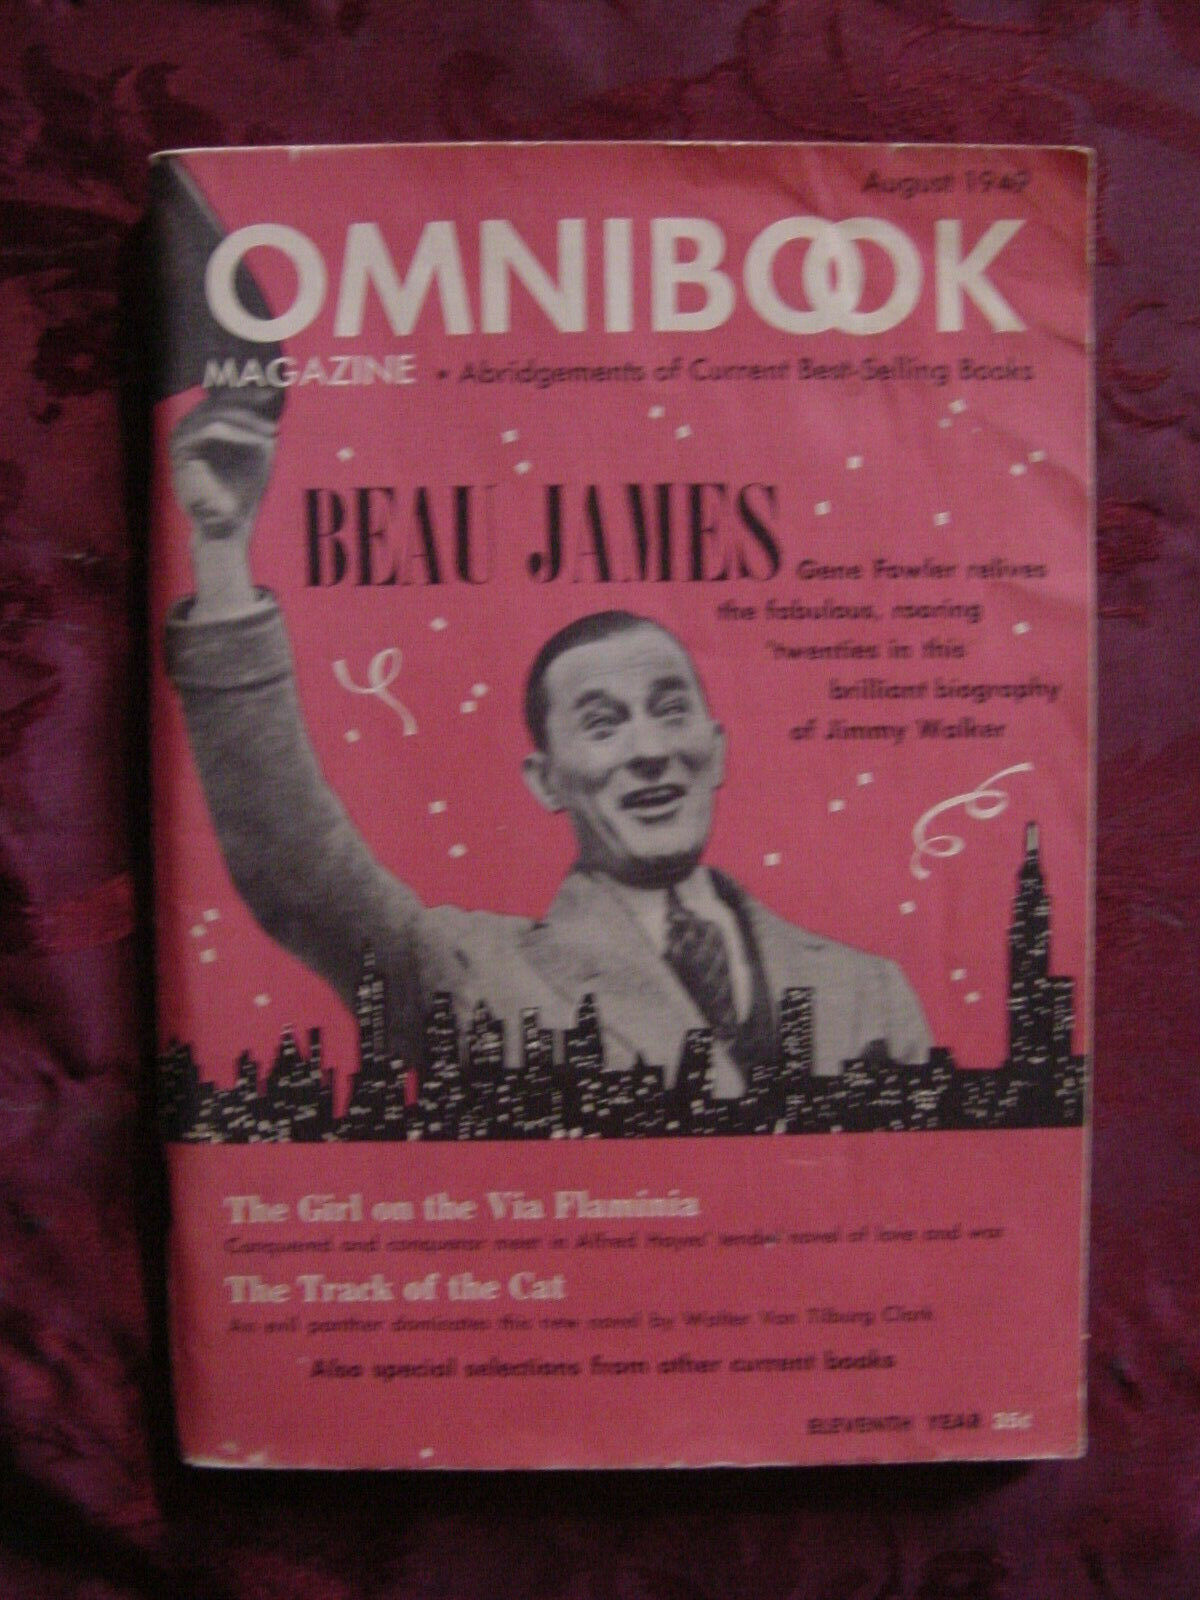 August 1949
OMNIBOOK
MAGAZINE • Abridgements of Current Best-Selling Books
BEAU JAMES
Gene Fowler relives
the fabulous, roaring
'twenties in this
brilliant biography
of Jimmy Walker
The Girl on the Via Flaminia
Conquered and conqueror meet in Alfred Hayes' tender novel of love and war
The Track of the Cat
An evil panther dominates this new novel by Walter Van Tilburg Clark
Also special selections from other current books
ELEVENTH YEAR 35¢